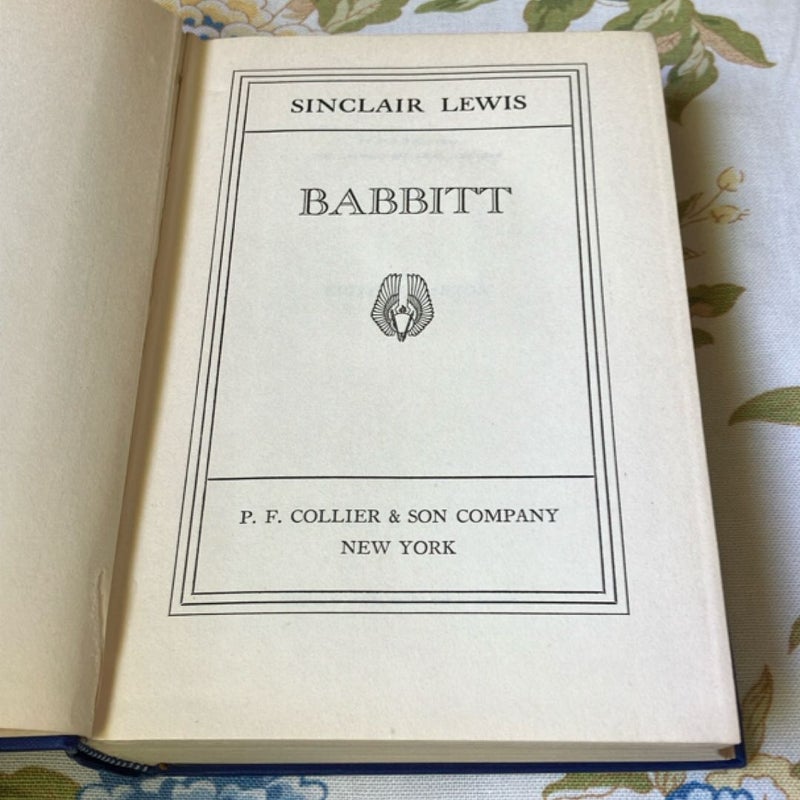 SINCLAIR LEWIS
BABBITT
P. F. COLLIER & SON COMPANY
NEW YORK